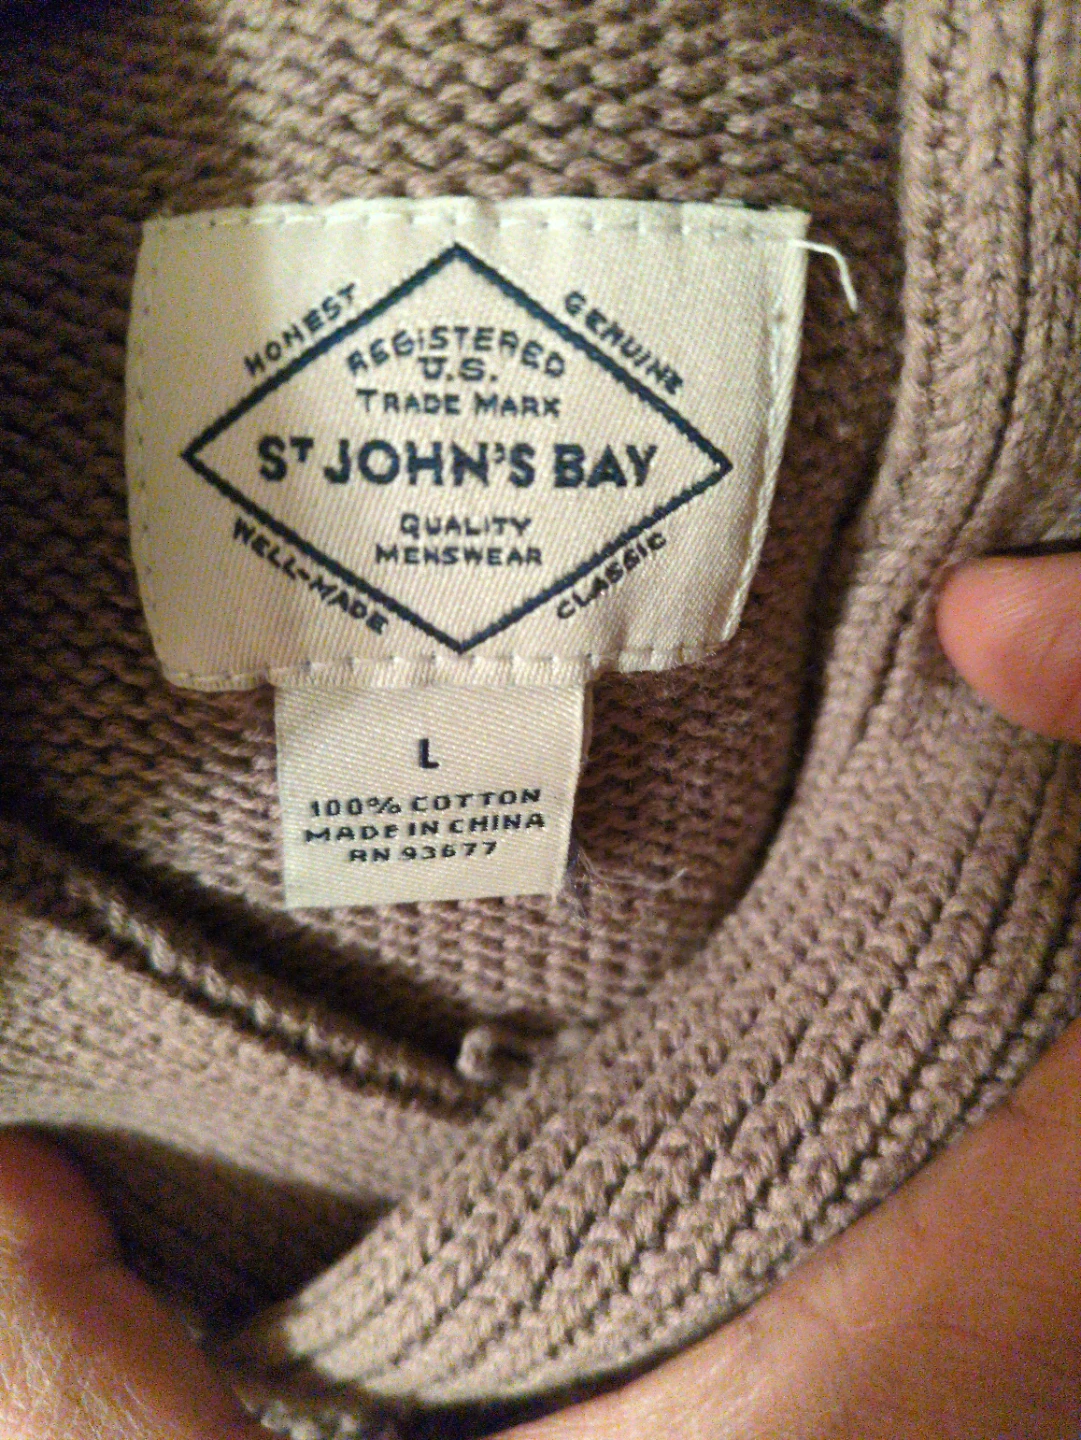 HONEST
GENUINE
REGISTERED
U.S.
TRADE MARK
ST JOHN'S BAY
QUALITY
MENSWEAR
WELL-MADE
CLASSIC
L
100% COTTON
MADE IN CHINA
RN 93677